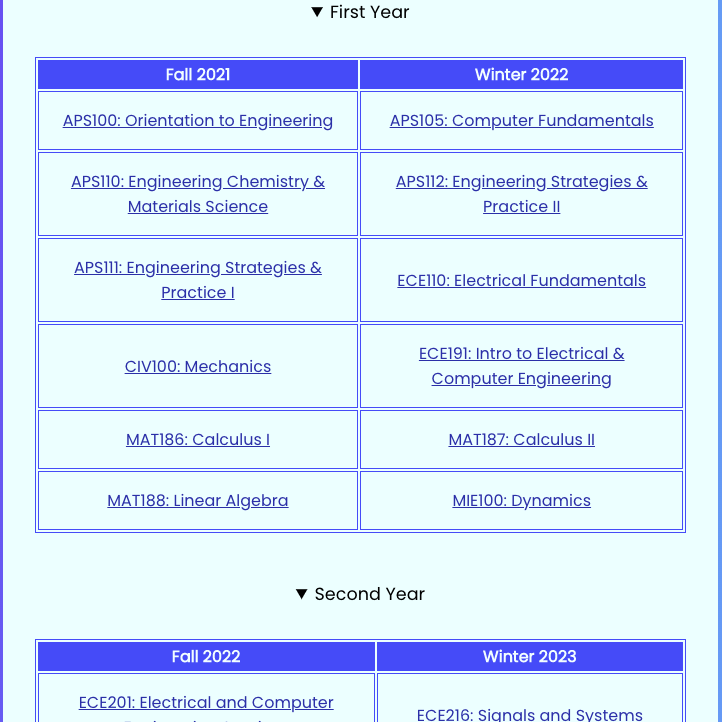 ▼ First Year
Fall 2021
Winter 2022
APS100: Orientation to Engineering
APS105: Computer Fundamentals
APS110: Engineering Chemistry &
Materials Science
APS112: Engineering Strategies &
Practice II
APS111: Engineering Strategies &
Practice I
ECE110: Electrical Fundamentals
CIV100: Mechanics
ECE191: Intro to Electrical &
Computer Engineering
MAT186: Calculus I
MAT187: Calculus II
MAT188: Linear Algebra
MIE100: Dynamics
▼ Second Year
Fall 2022
Winter 2023
ECE201: Electrical and Computer
ECE216: Signals and Systems